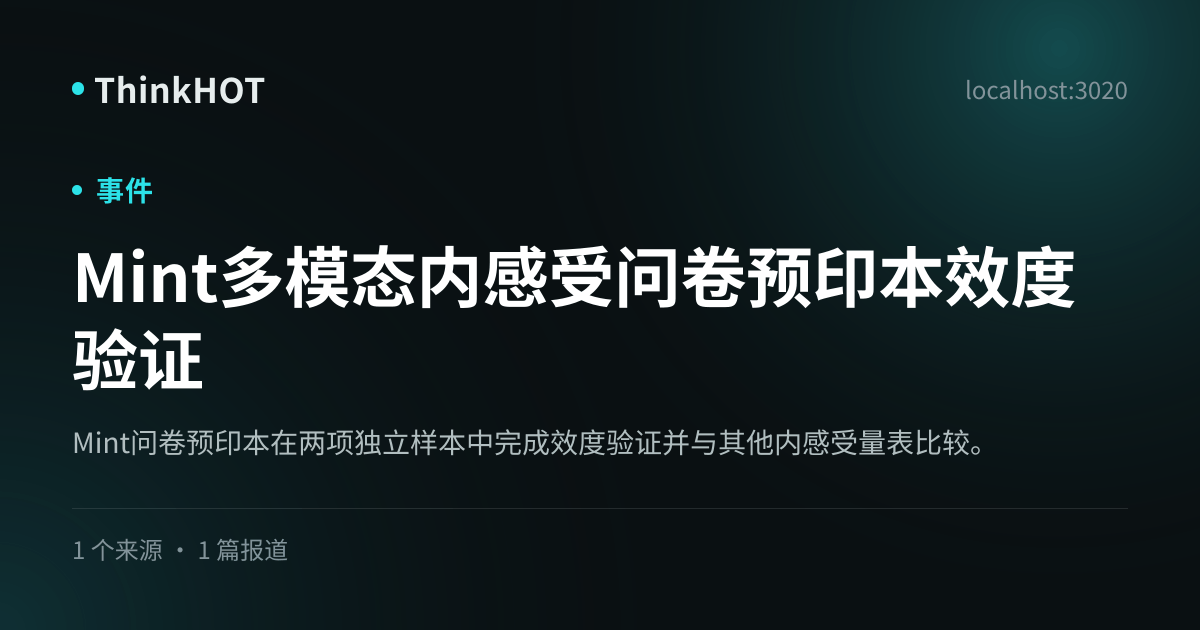 ThinkHOT
localhost:3020
事件
Mint多模态内感受问卷预印本效度
验证
Mint问卷预印本在两项独立样本中完成效度验证并与其他内感受量表比较。
1 个来源 · 1 篇报道